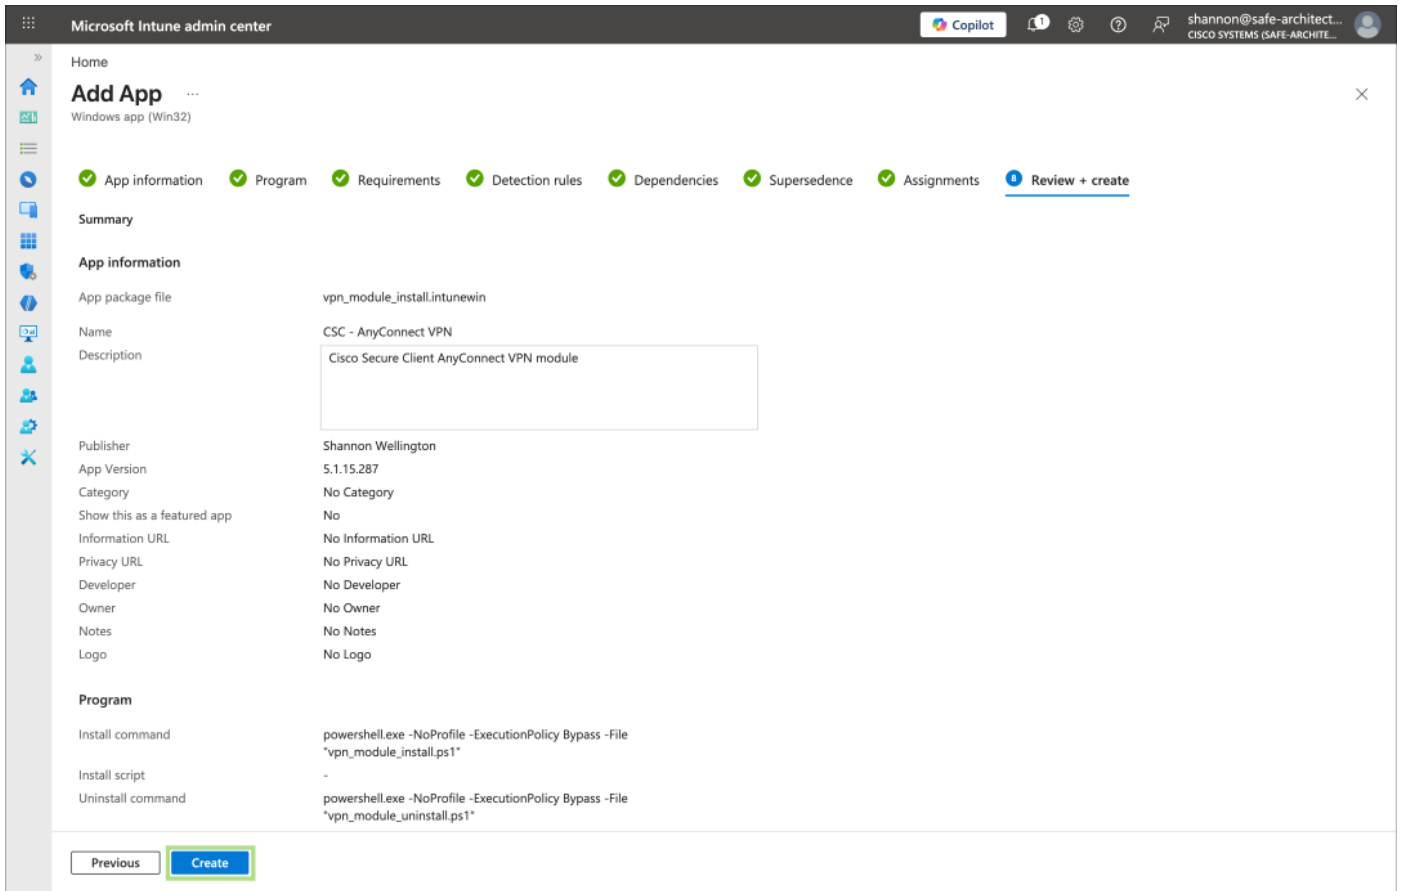 Microsoft Intune admin center
Copilot
1
shannon@safe-architect...
CISCO SYSTEMS (SAFE-ARCHITE...
Home
Add App ...
Windows app (Win32)
App information
Program
Requirements
Detection rules
Dependencies
Supersedence
Assignments
8 Review + create
Summary
App information
App package file vpn_module_install.intunewin
Name CSC - AnyConnect VPN
Description Cisco Secure Client AnyConnect VPN module
Publisher Shannon Wellington
App Version 5.1.15.287
Category No Category
Show this as a featured app No
Information URL No Information URL
Privacy URL No Privacy URL
Developer No Developer
Owner No Owner
Notes No Notes
Logo No Logo
Program
Install command powershell.exe -NoProfile -ExecutionPolicy Bypass -File
"vpn_module_install.ps1"
Install script -
Uninstall command powershell.exe -NoProfile -ExecutionPolicy Bypass -File
"vpn_module_uninstall.ps1"
Previous
Create